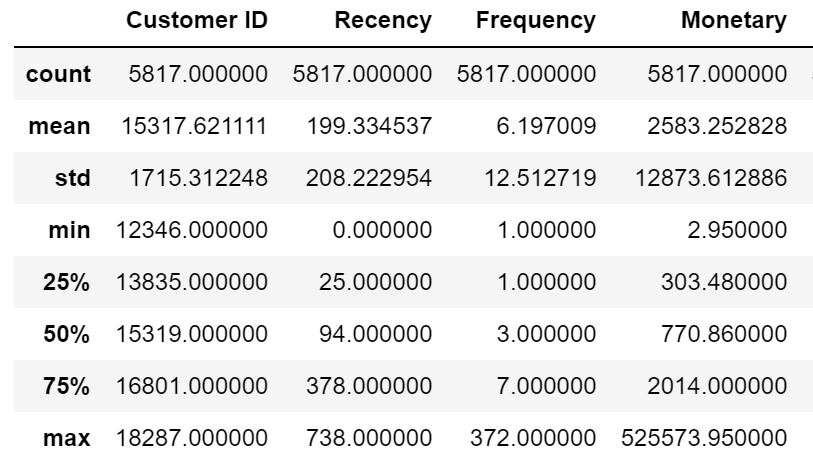 Customer ID Recency Frequency Monetary
count 5817.000000 5817.000000 5817.000000 5817.000000
mean 15317.621111 199.334537 6.197009 2583.252828
std 1715.312248 208.222954 12.512719 12873.612886
min 12346.000000 0.000000 1.000000 2.950000
25% 13835.000000 25.000000 1.000000 303.480000
50% 15319.000000 94.000000 3.000000 770.860000
75% 16801.000000 378.000000 7.000000 2014.000000
max 18287.000000 738.000000 372.000000 525573.950000